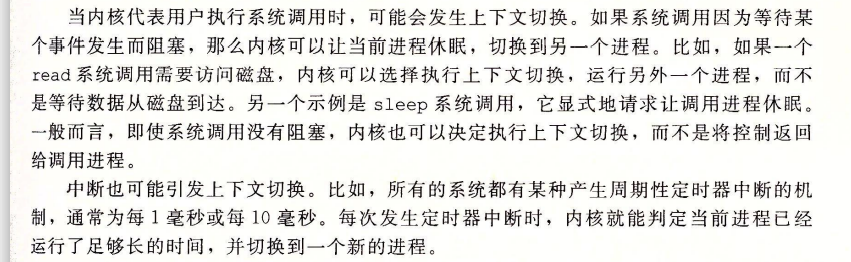 当内核代表用户执行系统调用时，可能会发生上下文切换。如果系统调用因为等待某
个事件发生而阻塞，那么内核可以让当前进程休眠，切换到另一个进程。比如，如果一个
read 系统调用需要访问磁盘，内核可以选择执行上下文切换，运行另外一个进程，而不
是等待数据从磁盘到达。另一个示例是 sleep 系统调用，它显式地请求让调用进程休眠。
一般而言，即使系统调用没有阻塞，内核也可以决定执行上下文切换，而不是将控制返回
给调用进程。
中断也可能引发上下文切换。比如，所有的系统都有某种产生周期性定时器中断的机
制，通常为每 1 毫秒或每 10 毫秒。每次发生定时器中断时，内核就能判定当前进程已经
运行了足够长的时间，并切换到一个新的进程。